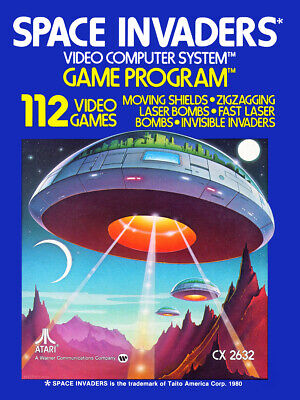 SPACE INVADERS*
VIDEO COMPUTER SYSTEM™
GAME PROGRAM™
112 VIDEO GAMES
MOVING SHIELDS • ZIGZAGGING
LASER BOMBS • FAST LASER
BOMBS • INVISIBLE INVADERS
ATARI®
A Warner Communications Company
CX 2632
* SPACE INVADERS is the trademark of Taito America Corp. 1980